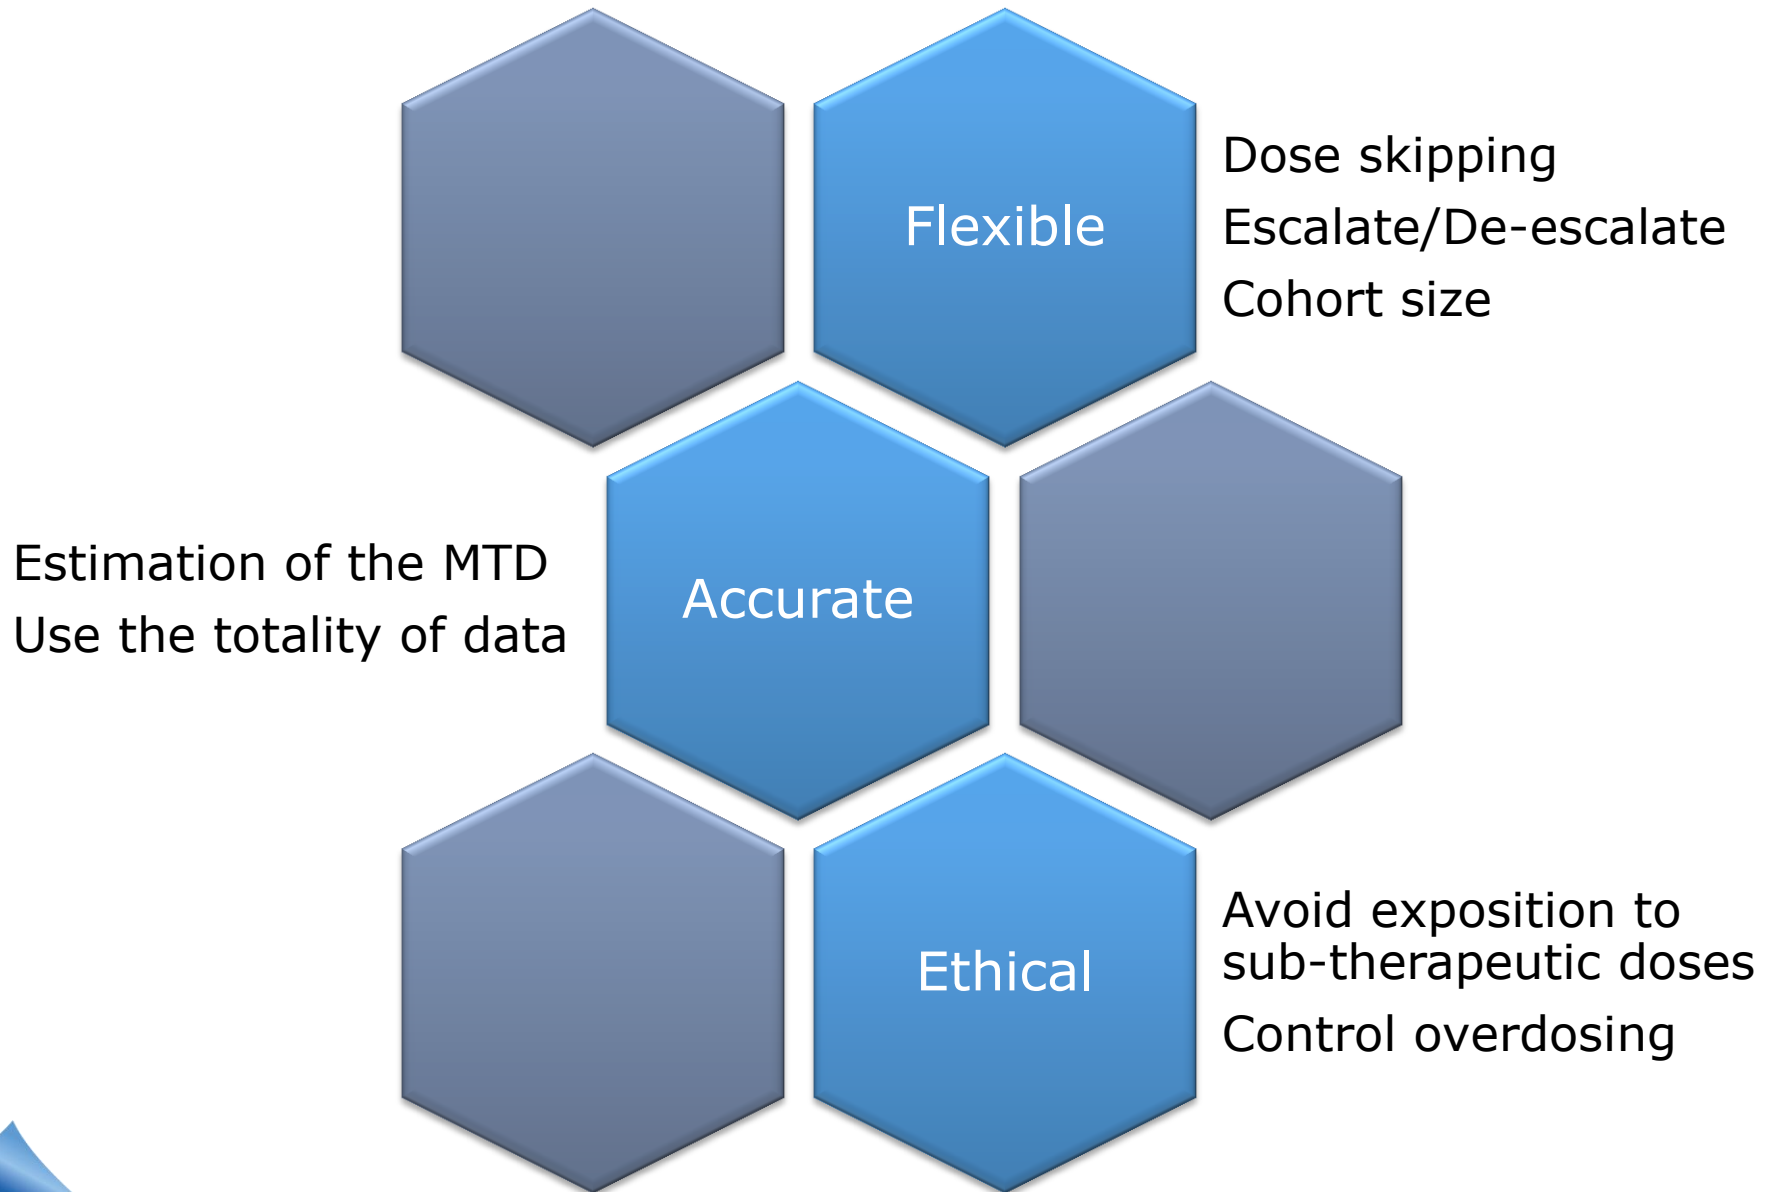 Flexible
Dose skipping
Escalate/De-escalate
Cohort size
Estimation of the MTD
Use the totality of data
Accurate
Ethical
Avoid exposition to
sub-therapeutic doses
Control overdosing